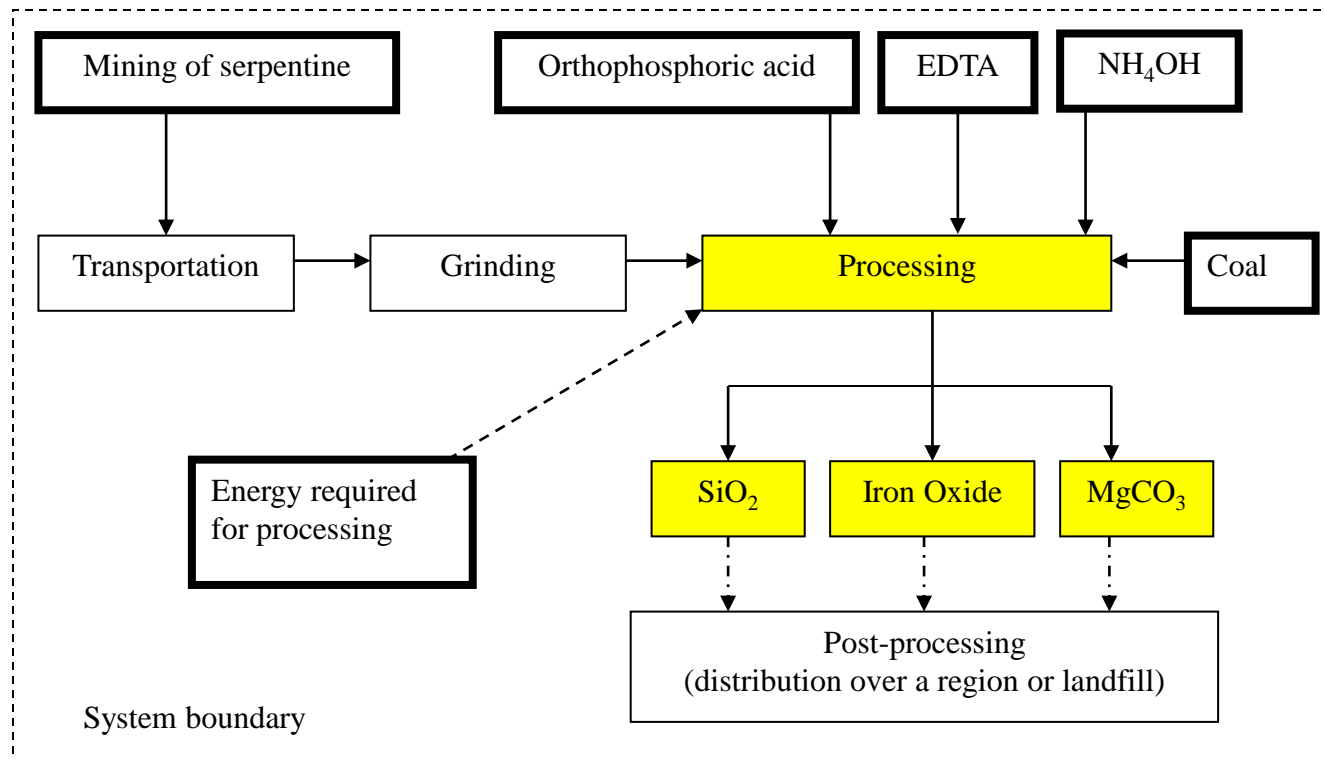 Mining of serpentine
Orthophosphoric acid
EDTA
NH₄OH
Transportation
Grinding
Processing
Coal
Energy required
for processing
SiO₂
Iron Oxide
MgCO₃
Post-processing
(distribution over a region or landfill)
System boundary